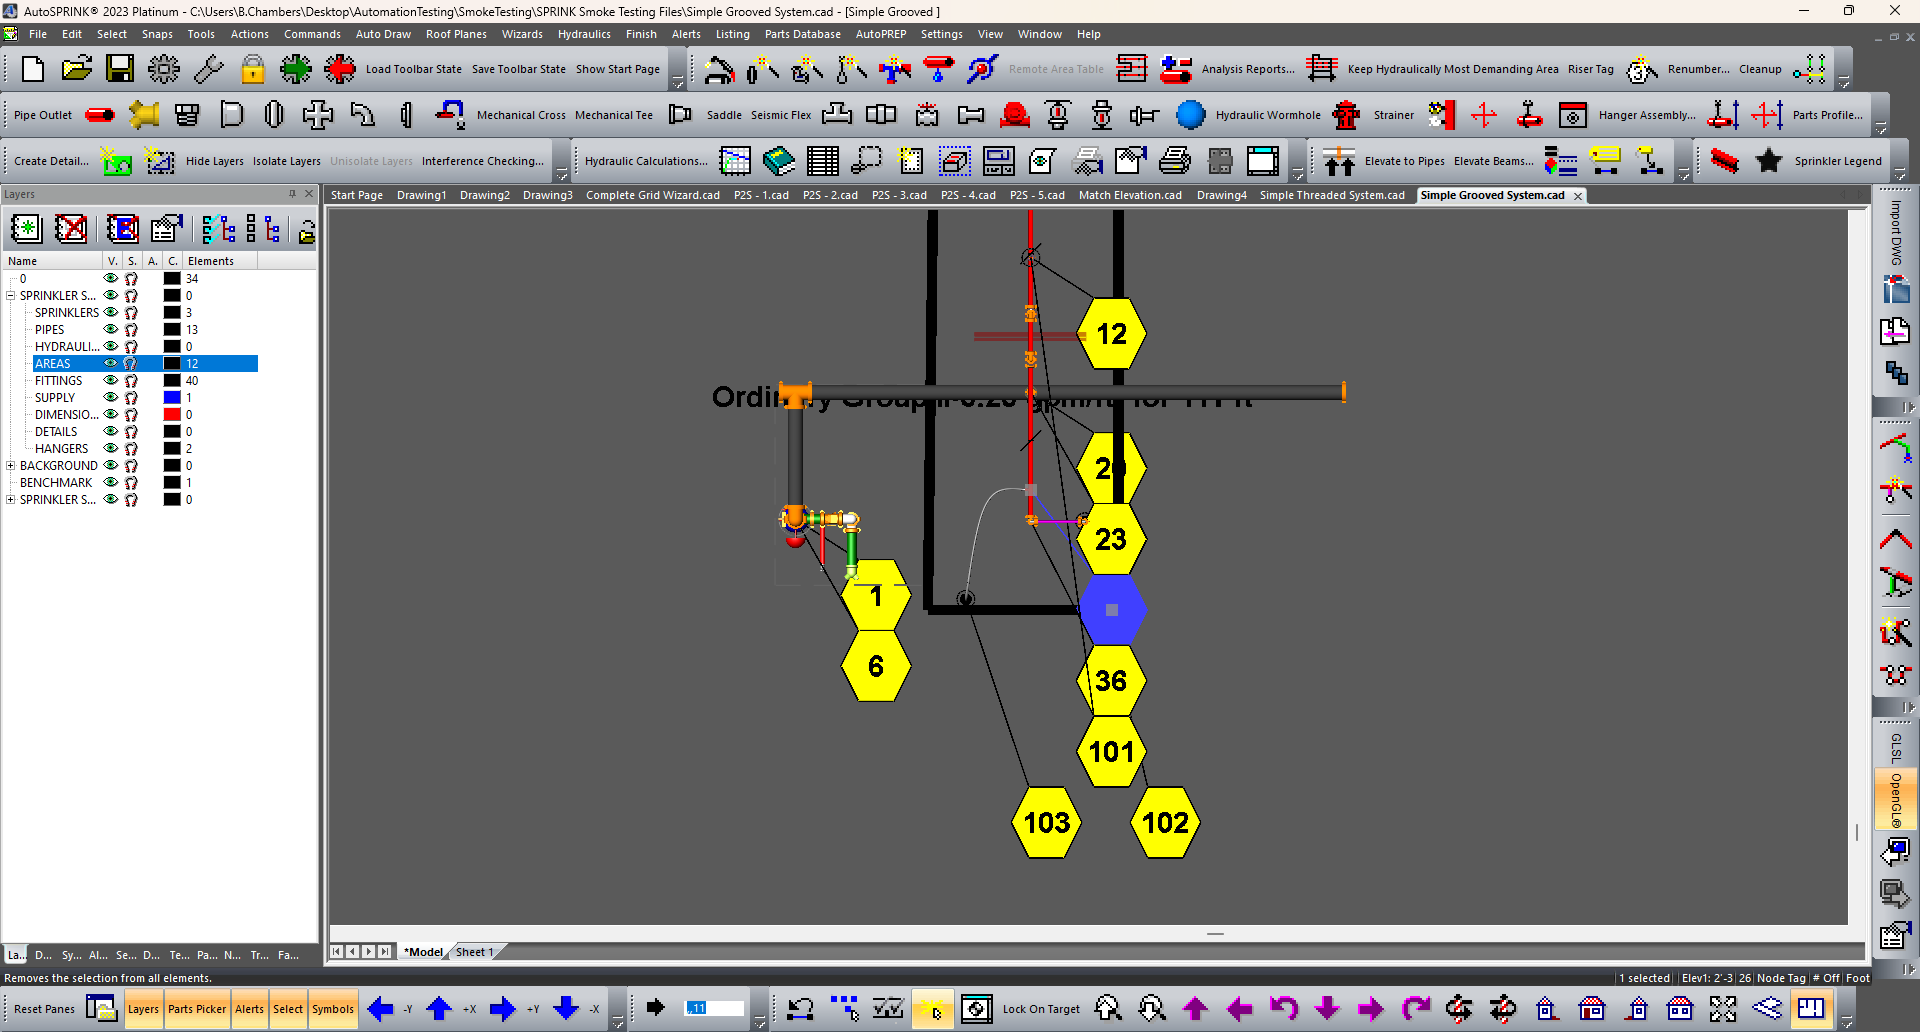 AutoSPRINK® 2023 Platinum - C:\Users\B.Chambers\Desktop\AutomationTesting\SmokeTesting\SPRINK Smoke Testing Files\Simple Grooved System.cad - [Simple Grooved ]
File Edit Select Snaps Tools Actions Commands Auto Draw Roof Planes Wizards Hydraulics Finish Alerts Listing Parts Database AutoPREP Settings View Window Help
Load Toolbar State Save Toolbar State Show Start Page Remote Area Table Analysis Reports... Keep Hydraulically Most Demanding Area Riser Tag Renumber... Cleanup
Pipe Outlet Mechanical Cross Mechanical Tee Saddle Seismic Flex Hydraulic Wormhole Strainer Hanger Assembly... Parts Profile...
Create Detail... Hide Layers Isolate Layers Unisolate Layers Interference Checking... Hydraulic Calculations... Elevate to Pipes Elevate Beams... Sprinkler Legend
Layers
Start Page Drawing1 Drawing2 Drawing3 Complete Grid Wizard.cad P2S - 1.cad P2S - 2.cad P2S - 3.cad P2S - 4.cad P2S - 5.cad Match Elevation.cad Drawing4 Simple Threaded System.cad Simple Grooved System.cad
Name V. S. A. C. Elements
0 34
SPRINKLER S... 0
SPRINKLERS 3
PIPES 13
HYDRAULI... 0
AREAS 12
FITTINGS 40
SUPPLY 1
DIMENSIO... 0
DETAILS 0
HANGERS 2
BACKGROUND 0
BENCHMARK 1
SPRINKLER S... 0
12
23
1
6
36
101
103
102
Import DWG
GLSL
OpenGL®
La... D... Sy... Al... Se... D... Te... Pa... N... Tr... Fa...
*Model Sheet 1
Removes the selection from all elements.
1 selected Elev1: 2'-3 26 Node Tag # Off Foot
Reset Panes Layers Parts Picker Alerts Select Symbols -Y +X +Y -X ,,11 Lock On Target